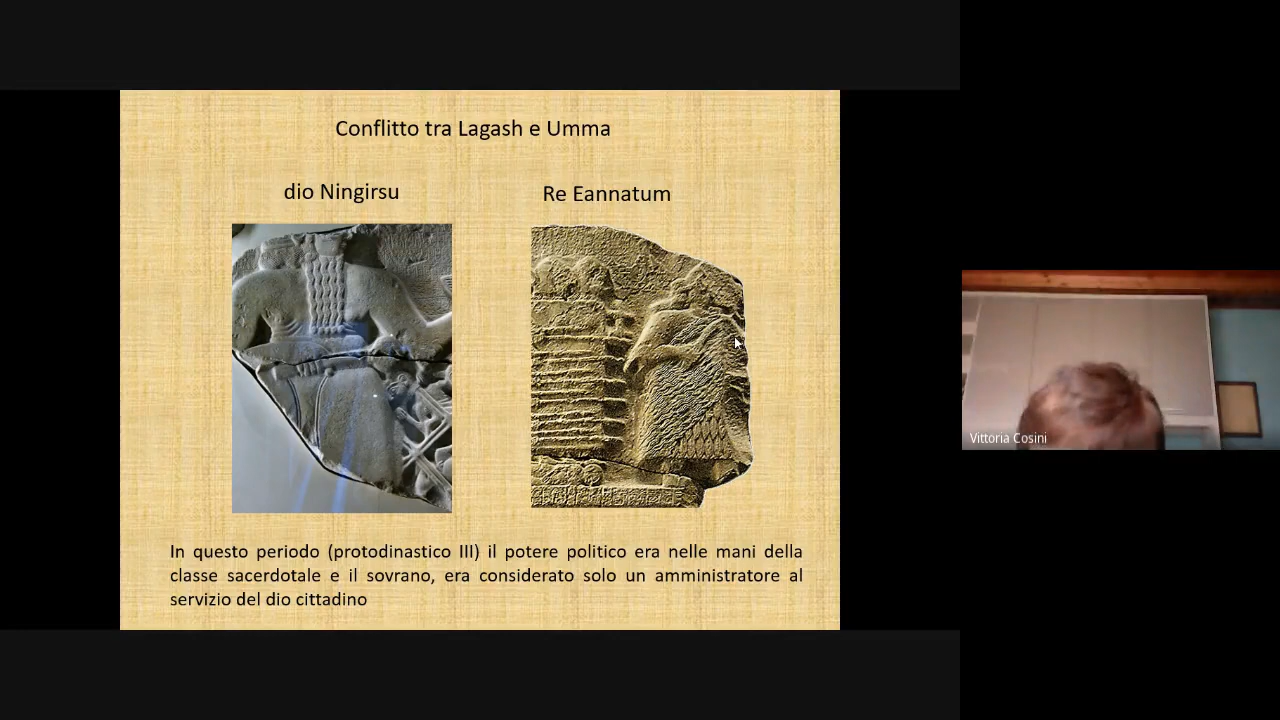 Conflitto tra Lagash e Umma
dio Ningirsu
Re Eannatum
In questo periodo (protodinastico III) il potere politico era nelle mani della
classe sacerdotale e il sovrano, era considerato solo un amministratore al
servizio del dio cittadino
Vittoria Cosini